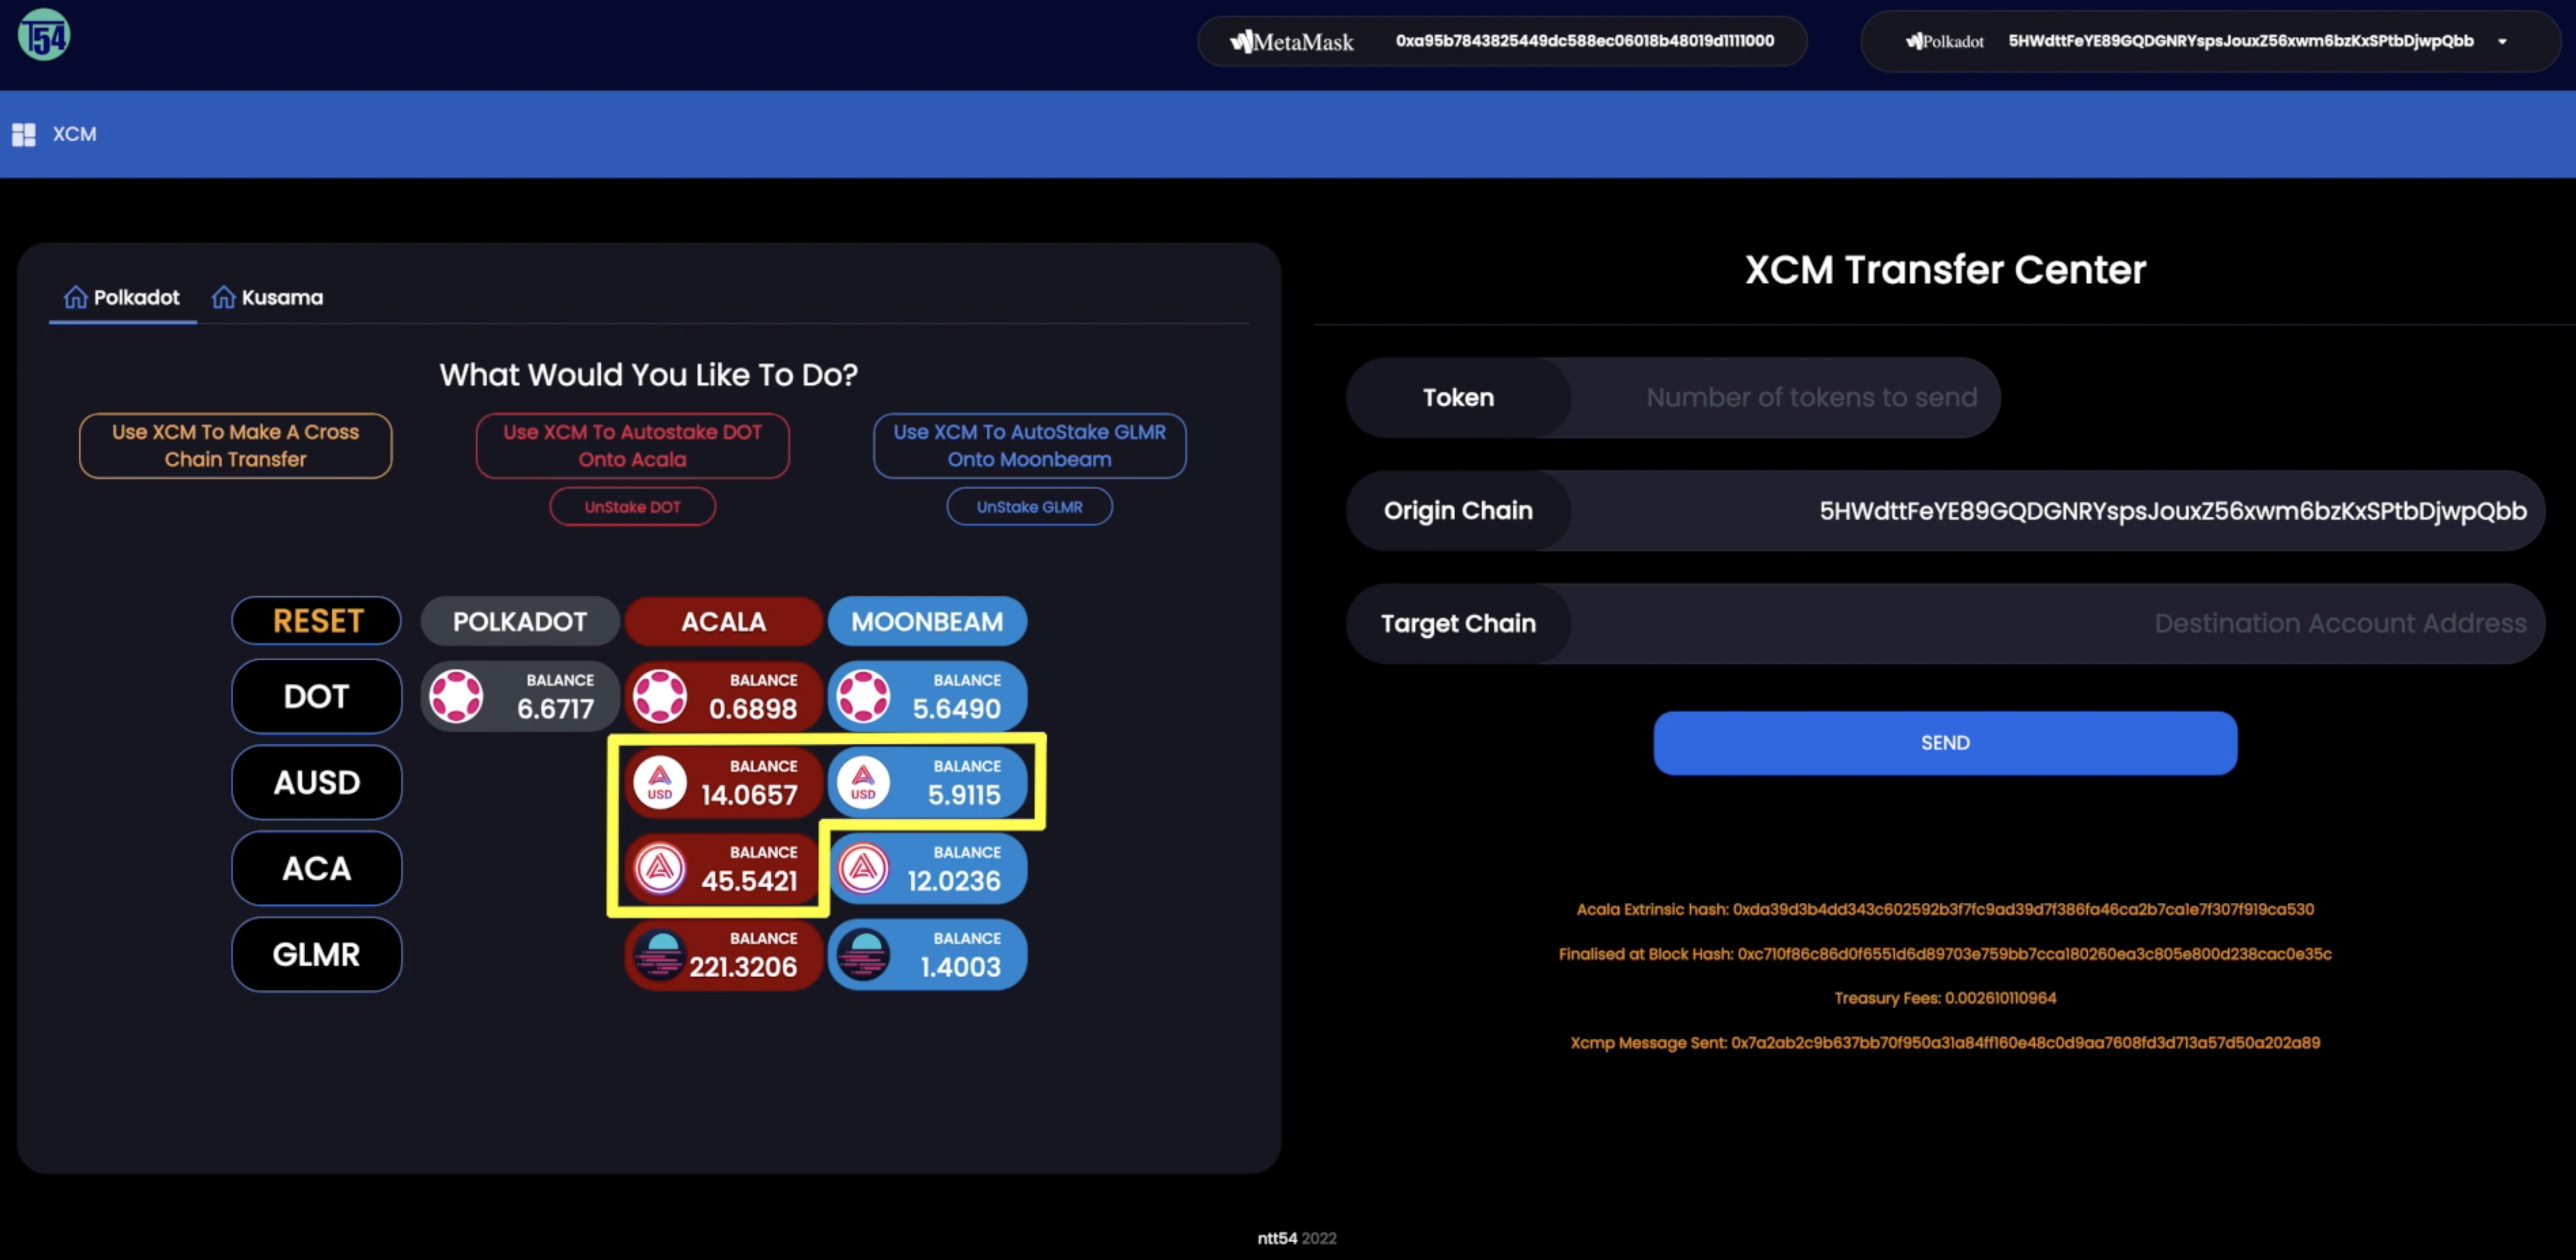 T54
MetaMask 0xa95b7843825449dc588ec06018b48019d1111000
Polkadot 5HWdttFeYE89GQDGNRYspsJouxZ56xwm6bzKxSPtbDjwpQbb
XCM
Polkadot Kusama
What Would You Like To Do?
Use XCM To Make A Cross
Chain Transfer
Use XCM To Autostake DOT
Onto Acala
UnStake DOT
Use XCM To AutoStake GLMR
Onto Moonbeam
UnStake GLMR
RESET POLKADOT ACALA MOONBEAM
DOT
BALANCE
6.6717
BALANCE
0.6898
BALANCE
5.6490
AUSD
USD
BALANCE
14.0657
USD
BALANCE
5.9115
ACA
BALANCE
45.5421
BALANCE
12.0236
GLMR
BALANCE
221.3206
BALANCE
1.4003
XCM Transfer Center
Token Number of tokens to send
Origin Chain 5HWdttFeYE89GQDGNRYspsJouxZ56xwm6bzKxSPtbDjwpQbb
Target Chain Destination Account Address
SEND
Acala Extrinsic hash: 0xda39d3b4dd343c602592b3f7fc9ad39d7f386fa46ca2b7ca1e7f307f919ca530
Finalised at Block Hash: 0xc710f86c86d0f6551d6d89703e759bb7cca180260ea3c805e800d238cac0e35c
Treasury Fees: 0.002610110964
Xcmp Message Sent: 0x7a2ab2c9b637bb70f950a31a84ff160e48c0d9aa7608fd3d713a57d50a202a89
ntt54 2022